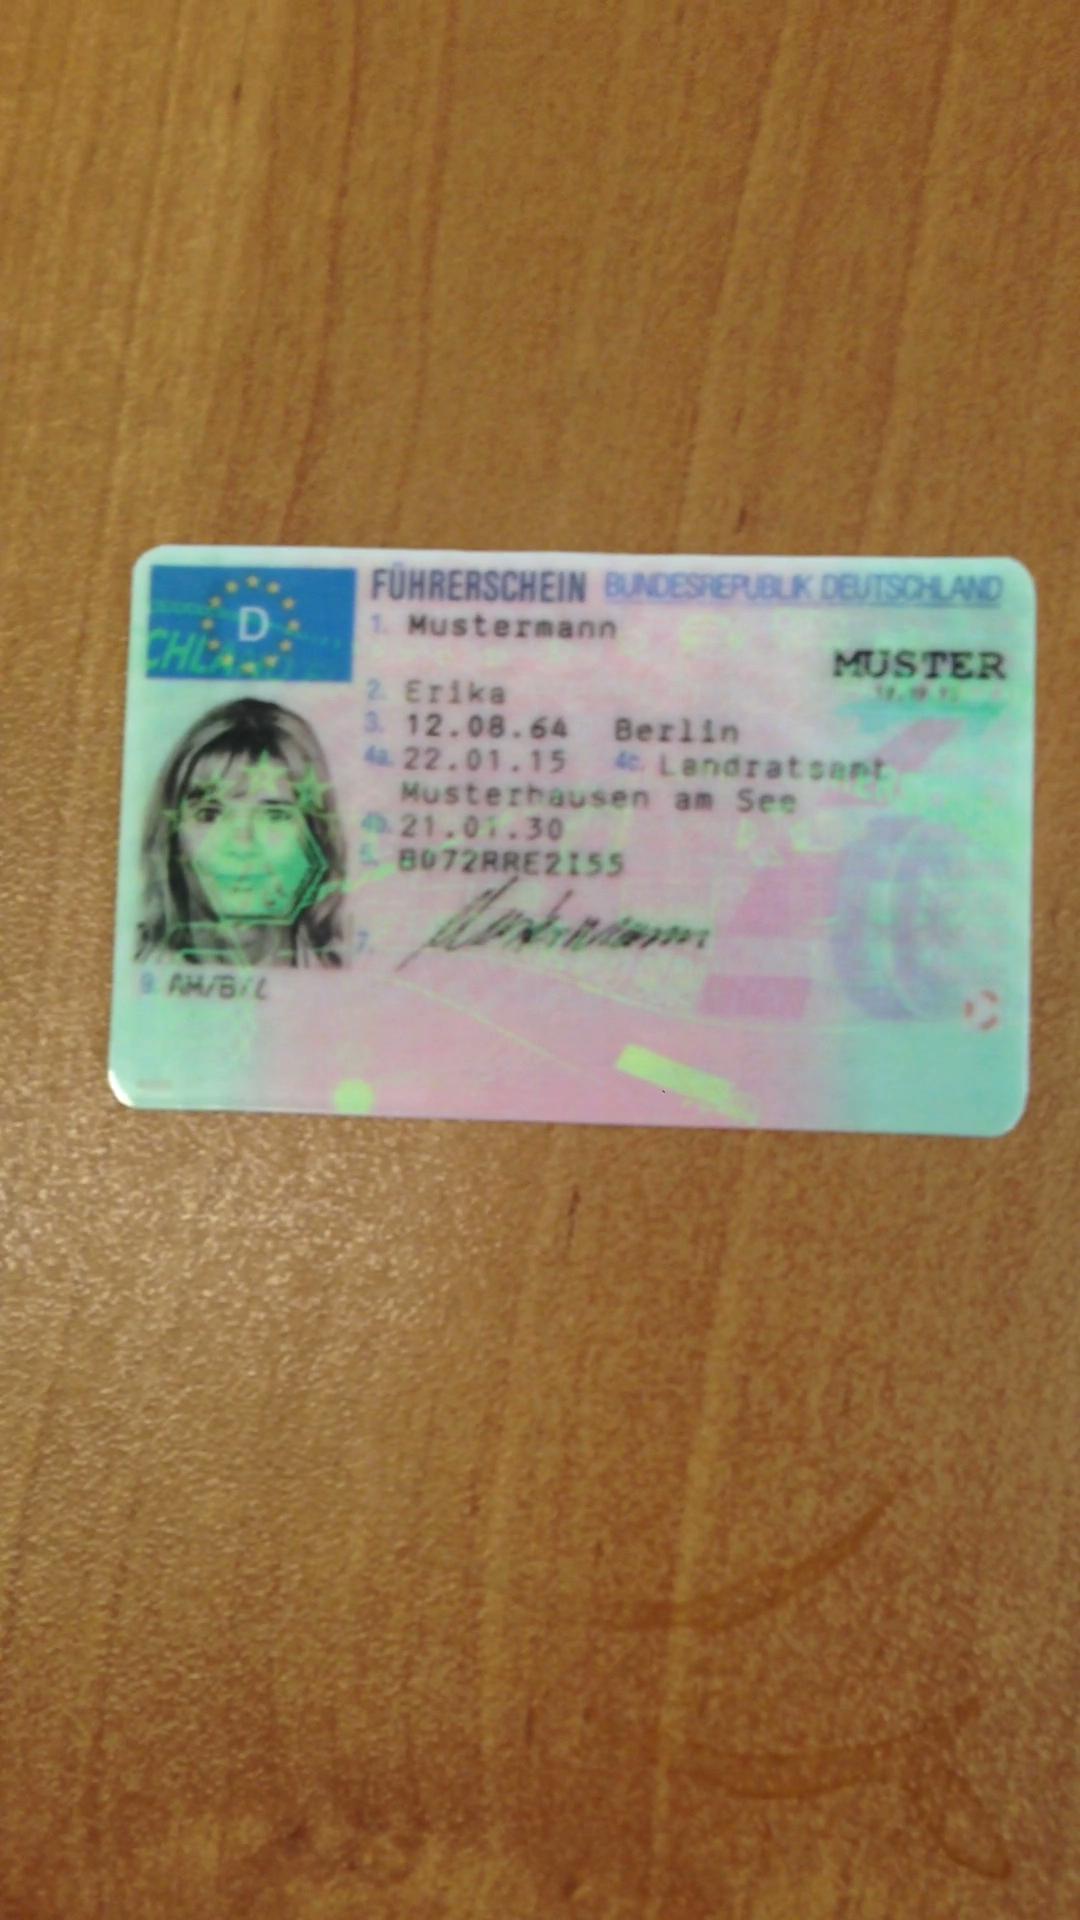 D
FÜHRERSCHEIN BUNDESREPUBLIK DEUTSCHLAND
1. Mustermann
MUSTER
2. Erika
3. 12.08.64 Berlin
4a. 22.01.15 4c. Landratsamt
Musterhausen am See
4b. 21.01.30
5. B072RRE2I55
7. Mustermann
9. AM/B/L